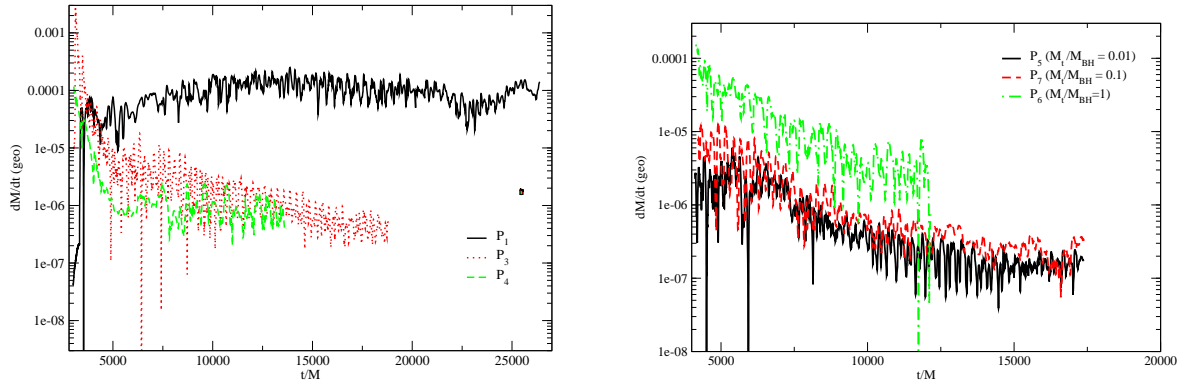 0.001
0.0001
1e-05
1e-06
1e-07
1e-08
dM/dt (geo)
P1
P3
P4
5000 10000 15000 20000 25000
t/M
0.0001
1e-05
1e-06
1e-07
1e-08
dM/dt (geo)
P5 (Mt/MBH = 0.01)
P7 (Mt/MBH = 0.1)
P6 (Mt/MBH=1)
5000 10000 15000 20000
t/M